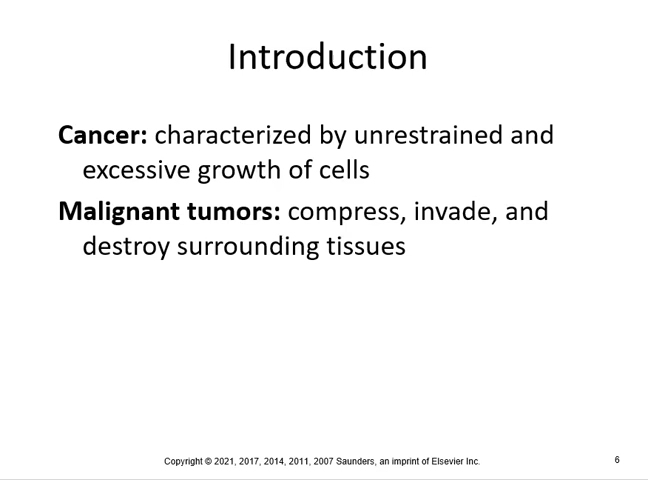 Introduction
Cancer: characterized by unrestrained and
excessive growth of cells
Malignant tumors: compress, invade, and
destroy surrounding tissues
Copyright © 2021, 2017, 2014, 2011, 2007 Saunders, an imprint of Elsevier Inc.
6